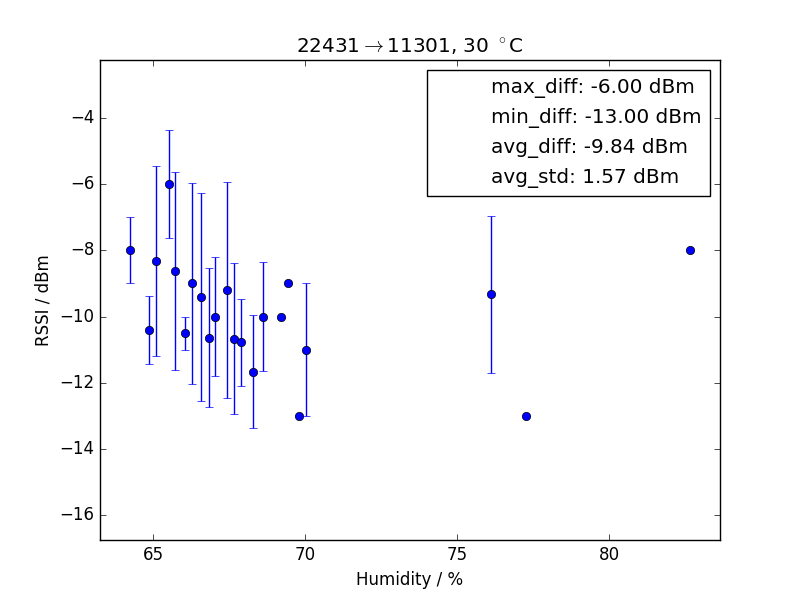 22431→11301, 30 °C
max_diff: -6.00 dBm
min_diff: -13.00 dBm
avg_diff: -9.84 dBm
avg_std: 1.57 dBm
RSSI / dBm
−4
−6
−8
−10
−12
−14
−16
65 70 75 80
Humidity / %